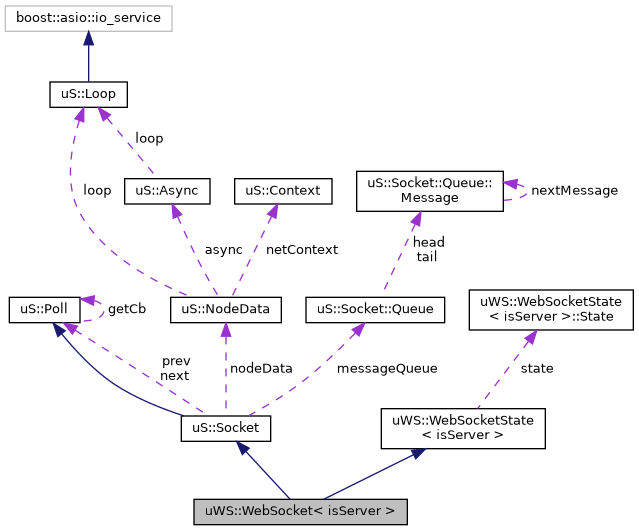 boost::asio::io_service
uS::Loop
loop
loop
uS::Async
uS::Context
uS::Socket::Queue::
Message
nextMessage
async
netContext
head
tail
uS::Poll
getCb
uS::NodeData
uS::Socket::Queue
uWS::WebSocketState
< isServer >::State
prev
next
nodeData
messageQueue
state
uS::Socket
uWS::WebSocketState
< isServer >
uWS::WebSocket< isServer >